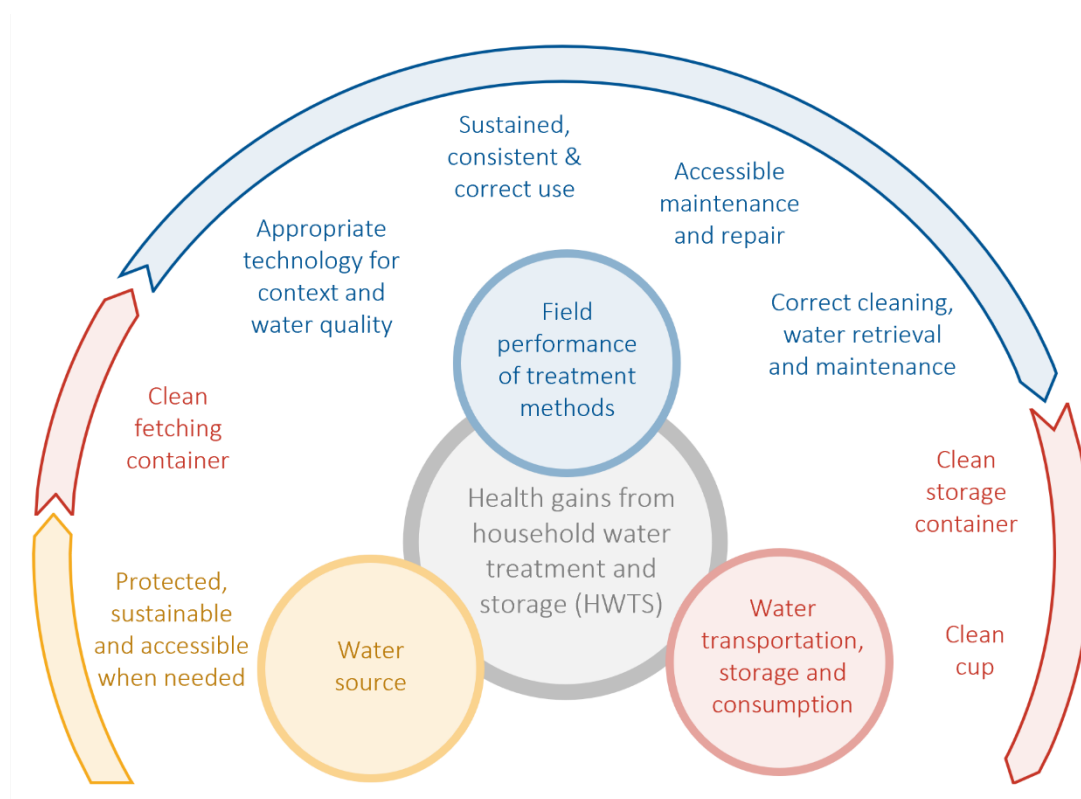 Sustained,
consistent &
correct use
Accessible
maintenance
and repair
Appropriate
technology for
context and
water quality
Correct cleaning,
water retrieval
and maintenance
Field
performance
of treatment
methods
Clean
fetching
container
Clean
storage
container
Health gains from
household water
treatment and
storage (HWTS)
Protected,
sustainable
and accessible
when needed
Water
source
Water
transportation,
storage and
consumption
Clean
cup